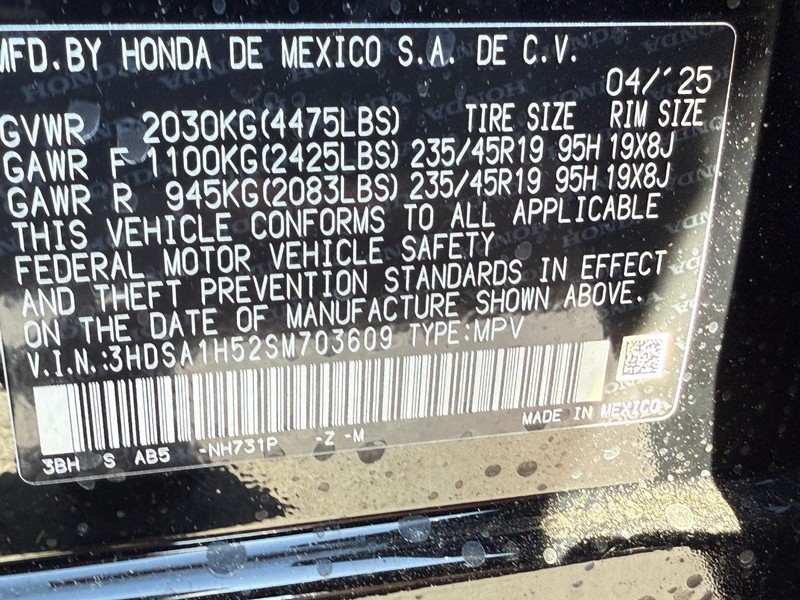 MFD.BY HONDA DE MEXICO S.A. DE C.V.
04/'25
GVWR 2030KG(4475LBS) TIRE SIZE RIM SIZE
GAWR F 1100KG(2425LBS) 235/45R19 95H 19X8J
GAWR R 945KG(2083LBS) 235/45R19 95H 19X8J
THIS VEHICLE CONFORMS TO ALL APPLICABLE
FEDERAL MOTOR VEHICLE SAFETY
AND THEFT PREVENTION STANDARDS IN EFFECT
ON THE DATE OF MANUFACTURE SHOWN ABOVE.
V.I.N.:3HDSA1H52SM703609 TYPE:MPV
MADE IN MEXICO
3BH S AB5 -NH731P -Z -M